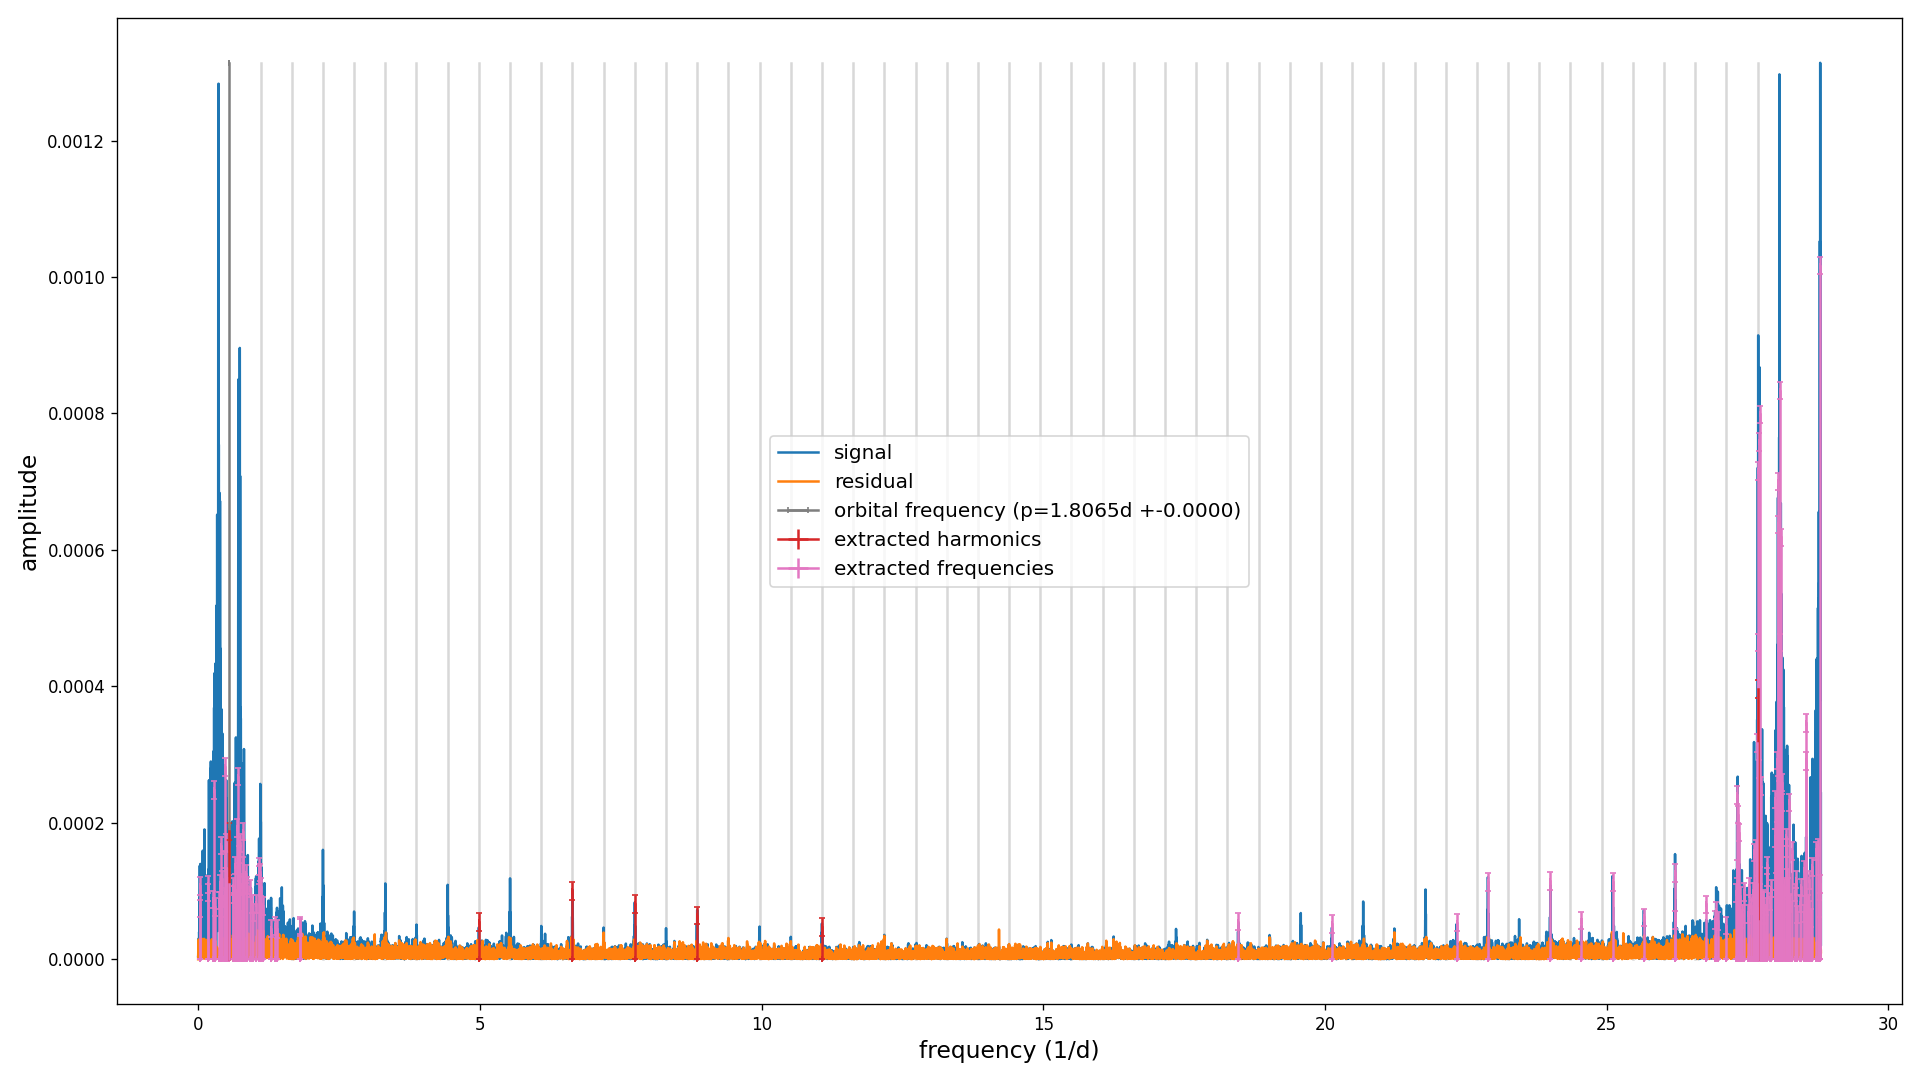 0.0012
0.0010
0.0008
0.0006
0.0004
0.0002
0.0000
amplitude
signal
residual
orbital frequency (p=1.8065d +-0.0000)
extracted harmonics
extracted frequencies
0 5 10 15 20 25 30
frequency (1/d)